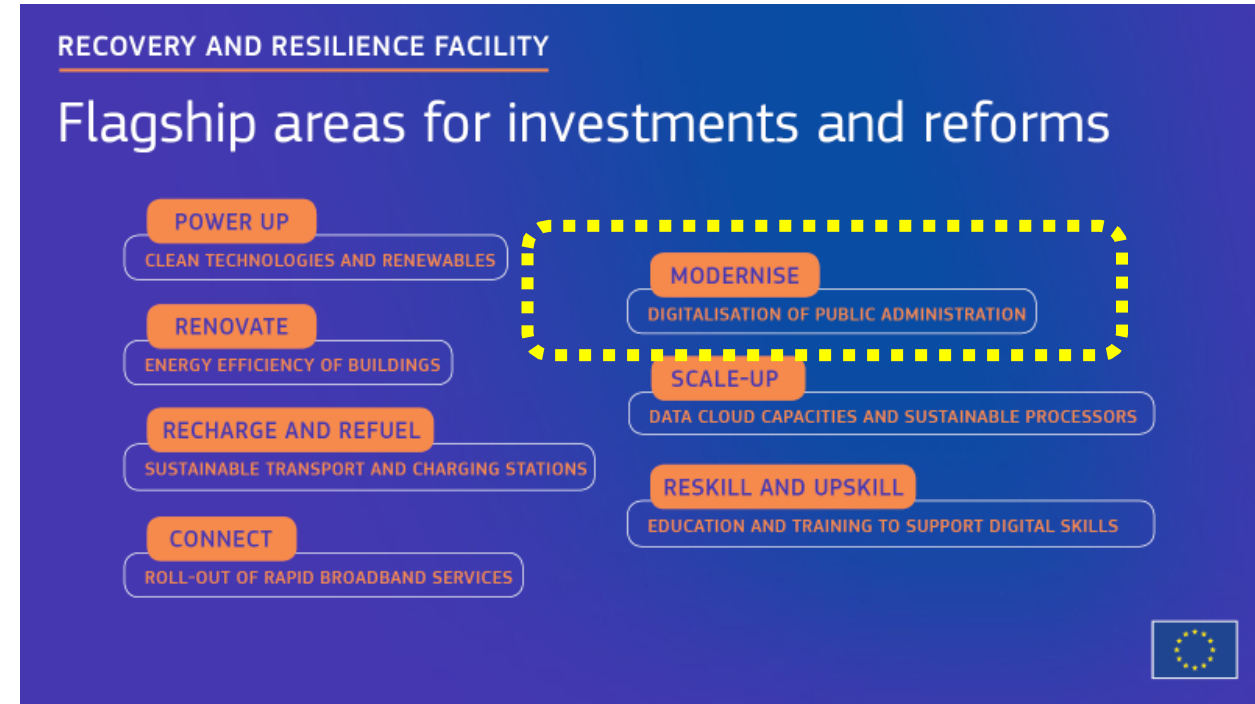 RECOVERY AND RESILIENCE FACILITY
Flagship areas for investments and reforms
POWER UP
CLEAN TECHNOLOGIES AND RENEWABLES
RENOVATE
ENERGY EFFICIENCY OF BUILDINGS
RECHARGE AND REFUEL
SUSTAINABLE TRANSPORT AND CHARGING STATIONS
CONNECT
ROLL-OUT OF RAPID BROADBAND SERVICES
MODERNISE
DIGITALISATION OF PUBLIC ADMINISTRATION
SCALE-UP
DATA CLOUD CAPACITIES AND SUSTAINABLE PROCESSORS
RESKILL AND UPSKILL
EDUCATION AND TRAINING TO SUPPORT DIGITAL SKILLS